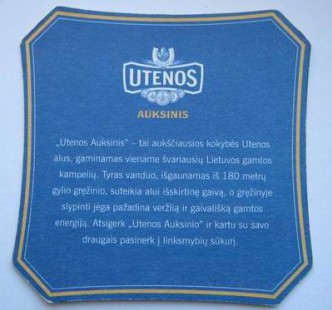 UTENOS
AUKSINIS
„Utenos Auksinis" – tai aukščiausios kokybės Utenos
alus, gaminamas viename švariausių Lietuvos gamtos
kampelių. Tyras vanduo, išgaunamas iš 180 metrų
gylio gręžinio, suteikia alui išskirtinę gaivą, o gręžinyje
slypinti jėga pažadina veržlią ir gaivališką gamtos
energiją. Atsigerk „Utenos Auksinio" ir kartu su savo
draugais pasinerk į linksmybių sūkurį.